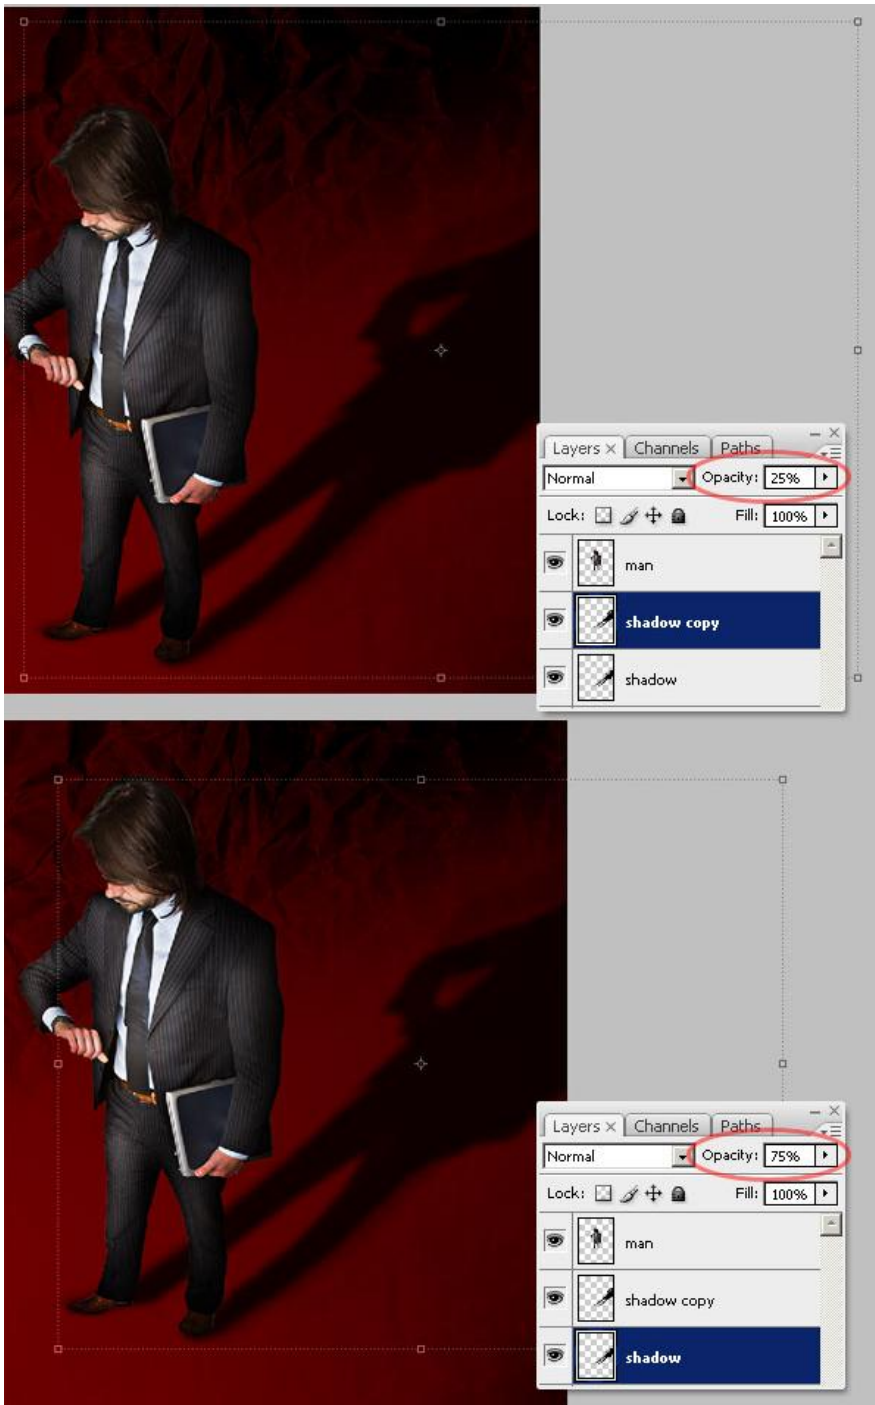 Layers × Channels Paths
Normal Opacity: 25%
Lock: Fill: 100%
man
shadow copy
shadow
Layers × Channels Paths
Normal Opacity: 75%
Lock: Fill: 100%
man
shadow copy
shadow